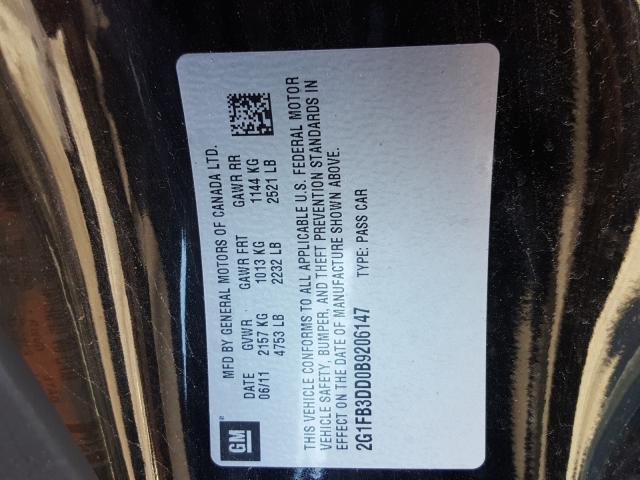 GM
MFD BY GENERAL MOTORS OF CANADA LTD.
DATE GVWR GAWR FRT GAWR RR
06/11 2157 KG 1013 KG 1144 KG
4753 LB 2232 LB 2521 LB
THIS VEHICLE CONFORMS TO ALL APPLICABLE U.S. FEDERAL MOTOR
VEHICLE SAFETY, BUMPER, AND THEFT PREVENTION STANDARDS IN
EFFECT ON THE DATE OF MANUFACTURE SHOWN ABOVE.
2G1FB3DD0B9206147 TYPE: PASS CAR